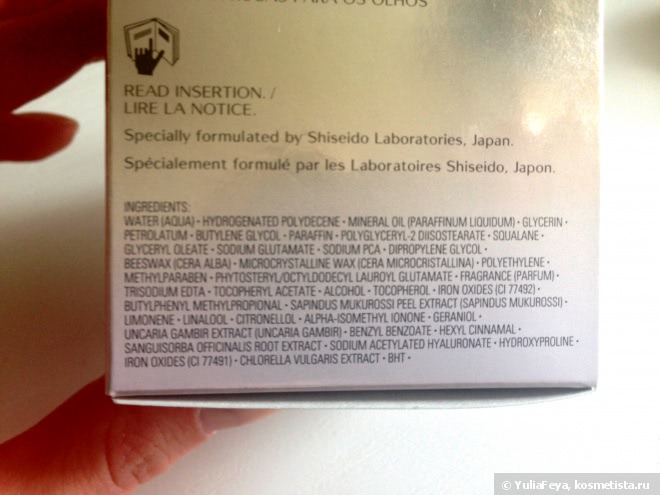 PARA OS OLHOS
READ INSERTION. /
LIRE LA NOTICE.
Specially formulated by Shiseido Laboratories, Japan.
Spécialement formulé par les Laboratoires Shiseido, Japon.
INGREDIENTS:
WATER (AQUA)・HYDROGENATED POLYDECENE・MINERAL OIL (PARAFFINUM LIQUIDUM)・GLYCERIN・
PETROLATUM・BUTYLENE GLYCOL・PARAFFIN・POLYGLYCERYL-2 DIISOSTEARATE・SQUALANE・
GLYCERYL OLEATE・SODIUM GLUTAMATE・SODIUM PCA・DIPROPYLENE GLYCOL・
BEESWAX (CERA ALBA)・MICROCRYSTALLINE WAX (CERA MICROCRISTALLINA)・POLYETHYLENE・
METHYLPARABEN・PHYTOSTERYL/OCTYLDODECYL LAUROYL GLUTAMATE・FRAGRANCE (PARFUM)・
TRISODIUM EDTA・TOCOPHERYL ACETATE・ALCOHOL・TOCOPHEROL・IRON OXIDES (CI 77492)・
BUTYLPHENYL METHYLPROPIONAL・SAPINDUS MUKUROSSI PEEL EXTRACT (SAPINDUS MUKUROSSI)・
LIMONENE・LINALOOL・CITRONELLOL・ALPHA-ISOMETHYL IONONE・GERANIOL・
UNCARIA GAMBIR EXTRACT (UNCARIA GAMBIR)・BENZYL BENZOATE・HEXYL CINNAMAL・
SANGUISORBA OFFICINALIS ROOT EXTRACT・SODIUM ACETYLATED HYALURONATE・HYDROXYPROLINE・
IRON OXIDES (CI 77491)・CHLORELLA VULGARIS EXTRACT・BHT・
© YuliaFeya, kosmetista.ru